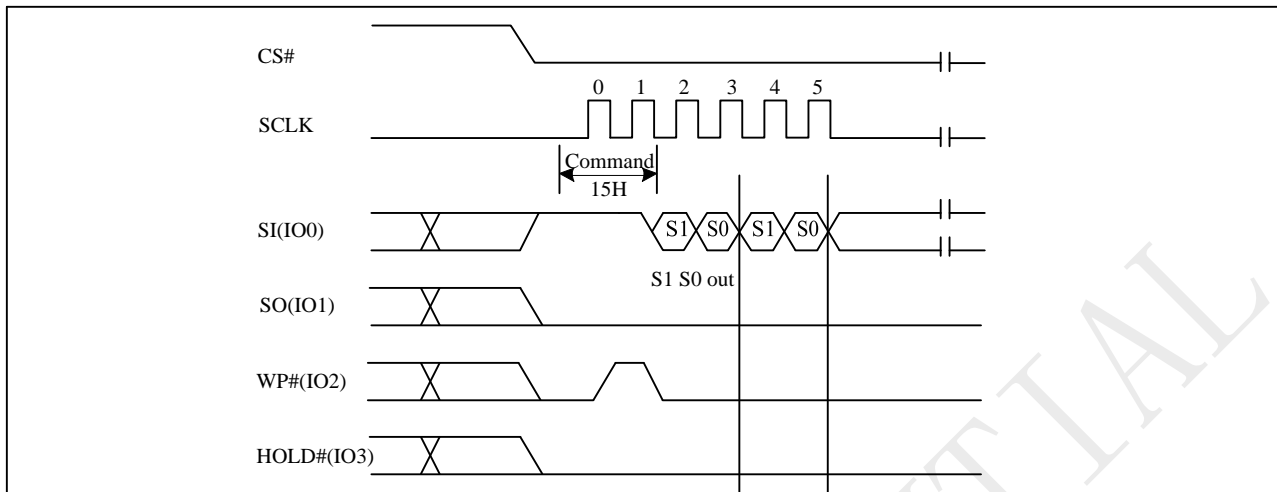 CS#
0 1 2 3 4 5
SCLK
Command
15H
SI(IO0)
S1 S0 S1 S0
S1 S0 out
SO(IO1)
WP#(IO2)
HOLD#(IO3)
TIAL